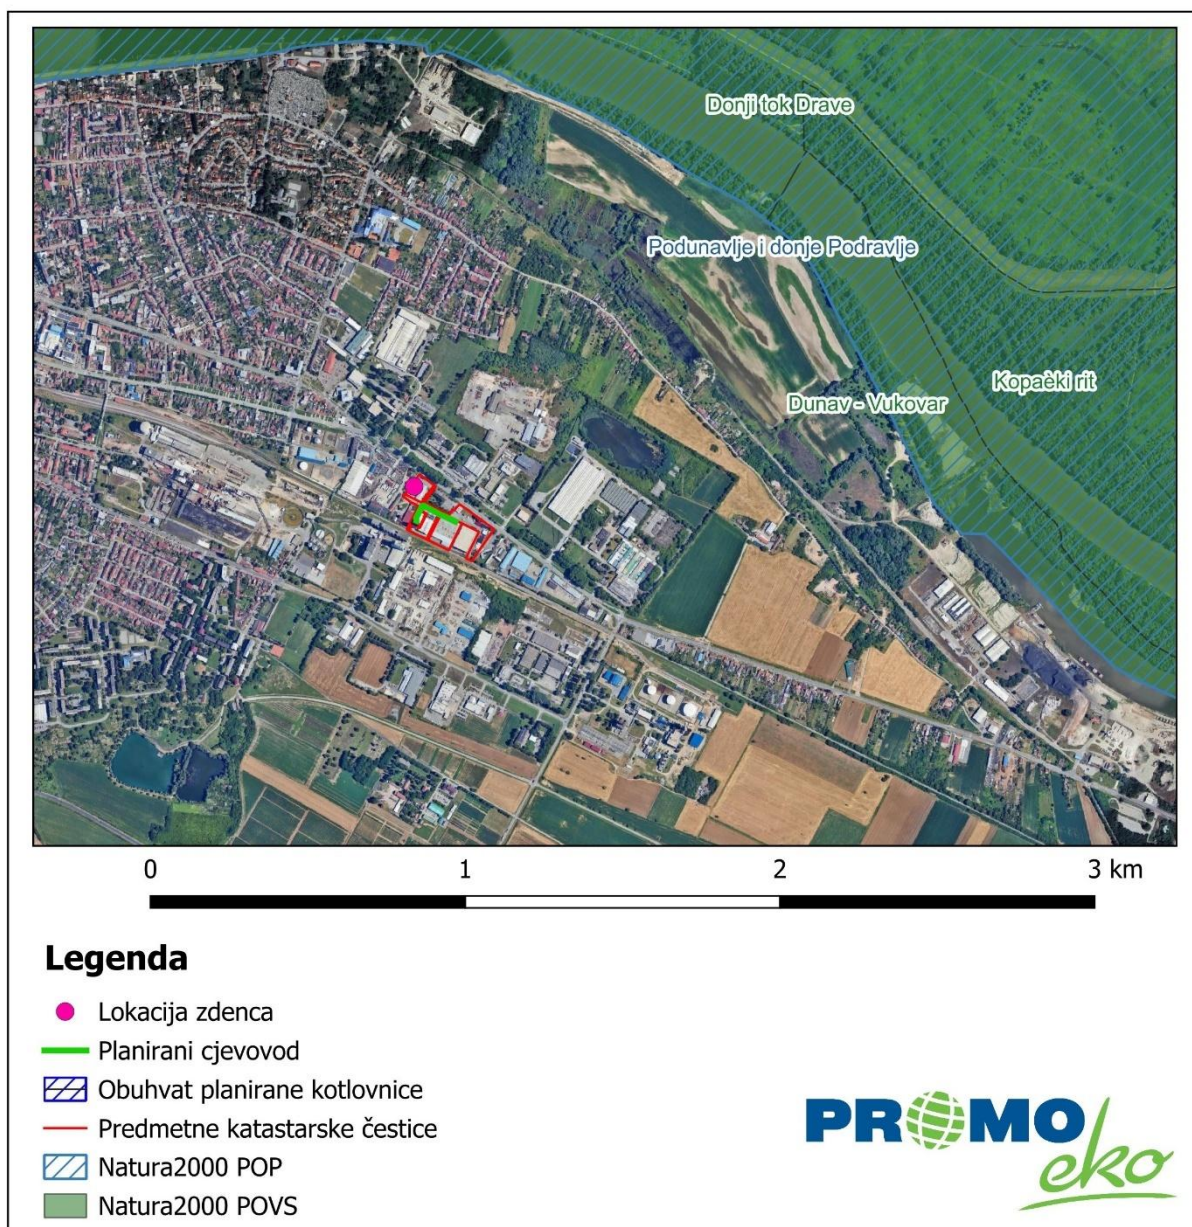 Donji tok Drave
Podunavlje i donje Podravlje
Kopaèki rit
Dunav - Vukovar
0 1 2 3 km
Legenda
Lokacija zdenca
Planirani cjevovod
Obuhvat planirane kotlovnice
Predmetne katastarske čestice
Natura2000 POP
Natura2000 POVS
PROMO
eko